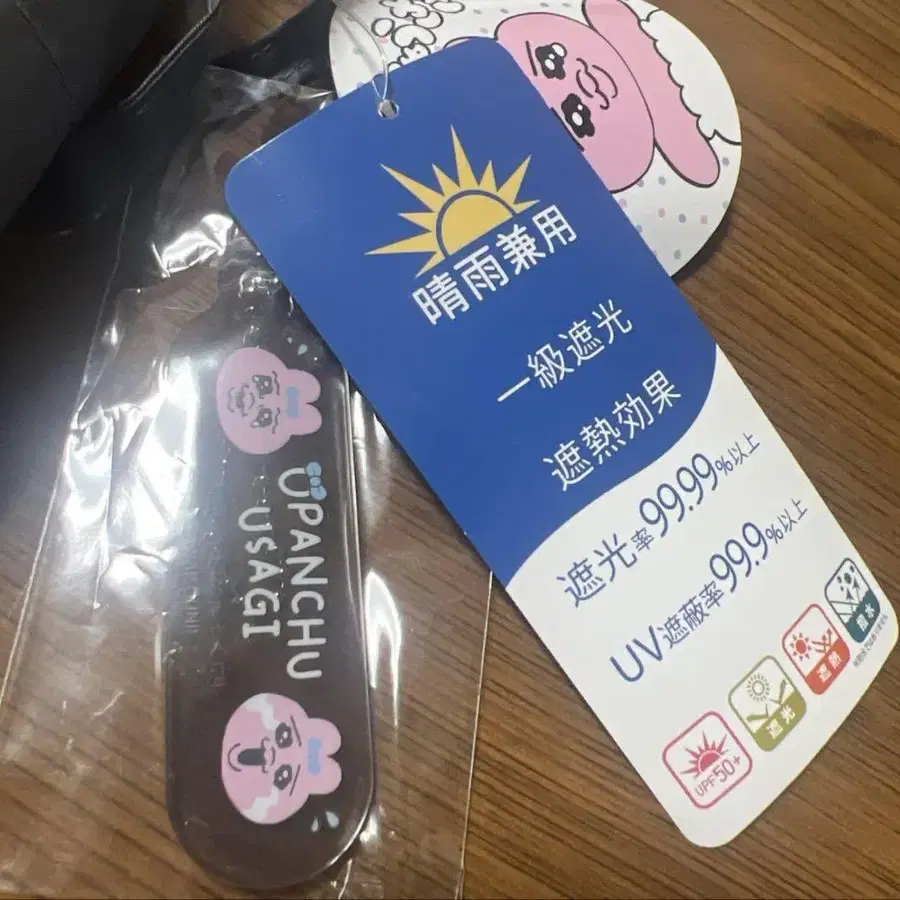 晴雨兼用
一級遮光
遮熱効果
遮光率99.99%以上
UV遮蔽率99.9%以上
UPF50+
遮光
遮熱
撥水
UPANCHU
USAGI